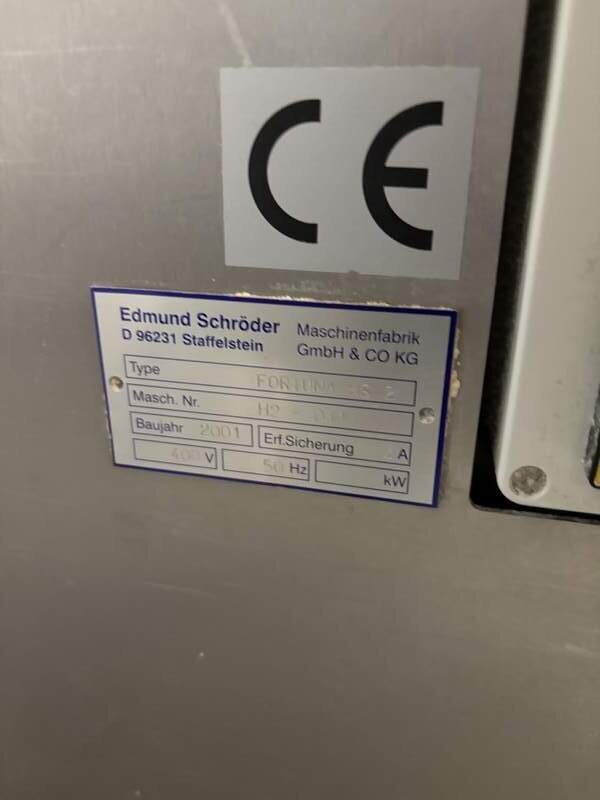 CE
Edmund Schröder Maschinenfabrik
D 96231 Staffelstein GmbH & CO KG
Type FORTUNA
Masch. Nr.
Baujahr 2001 Erf.Sicherung A
400 V 50 Hz kW